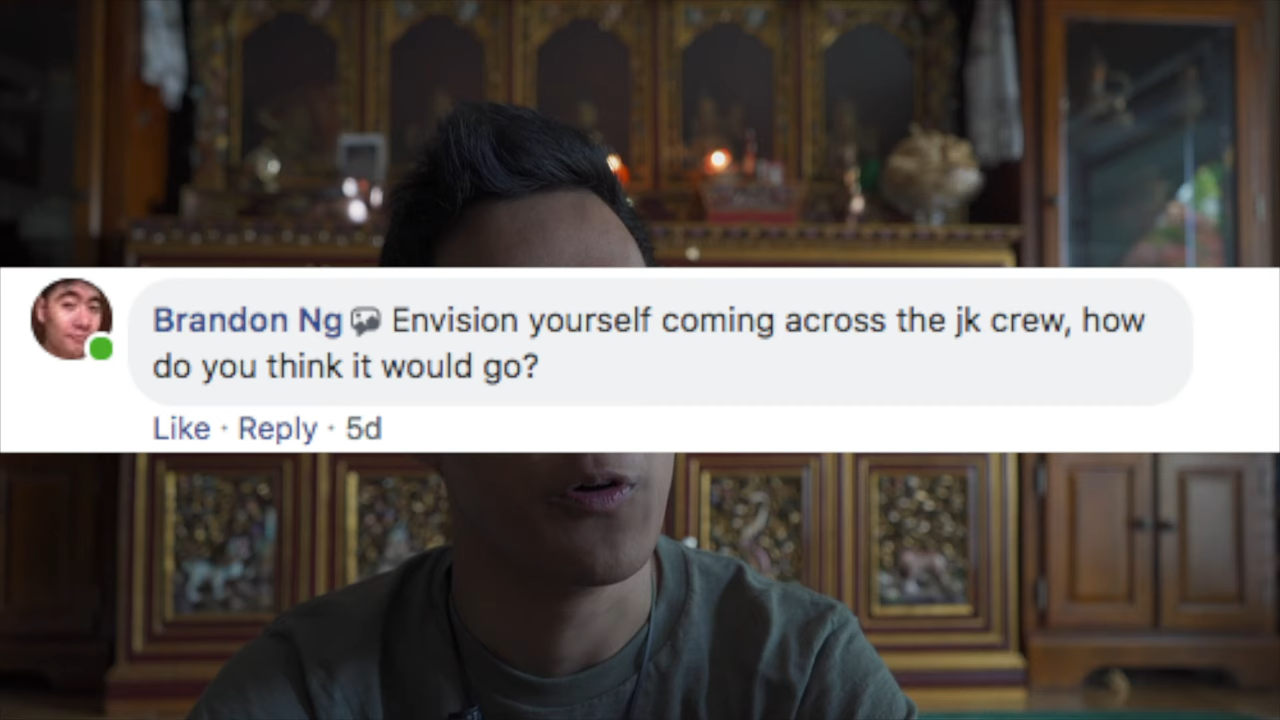 Brandon Ng Envision yourself coming across the jk crew, how
do you think it would go?
Like · Reply · 5d